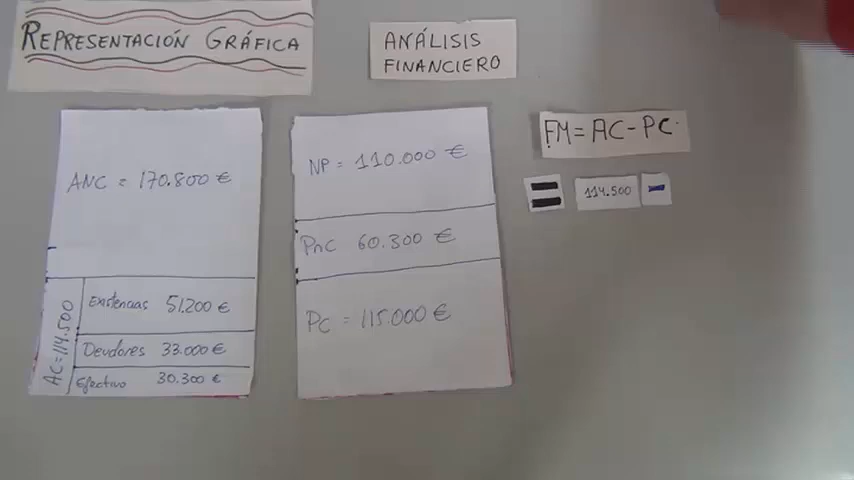 REPRESENTACIÓN GRÁFICA
ANÁLISIS
FINANCIERO
ANC = 170.800 €
AC=114.500
Existencias 51.200 €
Deudores 33.000 €
Efectivo 30.300 €
NP = 110.000 €
PnC 60.300 €
PC = 115.000 €
FM = AC - PC
= 114.500 -